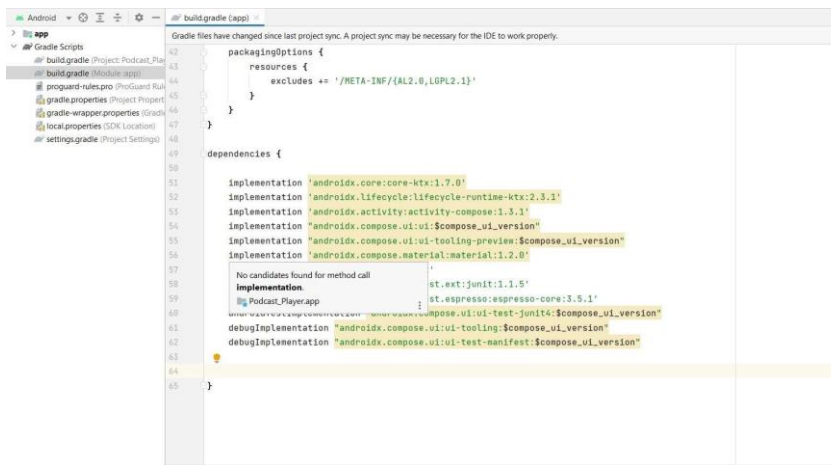 Android
build.gradle (:app)
app
Gradle Scripts
build.gradle (Project: Podcast_Play
build.gradle (Module :app)
proguard-rules.pro (ProGuard Rul
gradle.properties (Project Propert
gradle-wrapper.properties (Gradle
local.properties (SDK Location)
settings.gradle (Project Settings)
Gradle files have changed since last project sync. A project sync may be necessary for the IDE to work properly.
42 packagingOptions {
43 resources {
44 excludes += '/META-INF/{AL2.0,LGPL2.1}'
45 }
46 }
47 }
48
49 dependencies {
50
51 implementation 'androidx.core:core-ktx:1.7.0'
52 implementation 'androidx.lifecycle:lifecycle-runtime-ktx:2.3.1'
53 implementation 'androidx.activity:activity-compose:1.3.1'
54 implementation "androidx.compose.ui:ui:$compose_ui_version"
55 implementation "androidx.compose.ui:ui-tooling-preview:$compose_ui_version"
56 implementation 'androidx.compose.material:material:1.2.0'
57 '
58 st.ext:junit:1.1.5'
59 st.espresso:espresso-core:3.5.1'
No candidates found for method call
implementation.
Podcast_Player.app
60 androidTestImplementation "androidx.compose.ui:ui-test-junit4:$compose_ui_version"
61 debugImplementation "androidx.compose.ui:ui-tooling:$compose_ui_version"
62 debugImplementation "androidx.compose.ui:ui-test-manifest:$compose_ui_version"
63
64
65 }